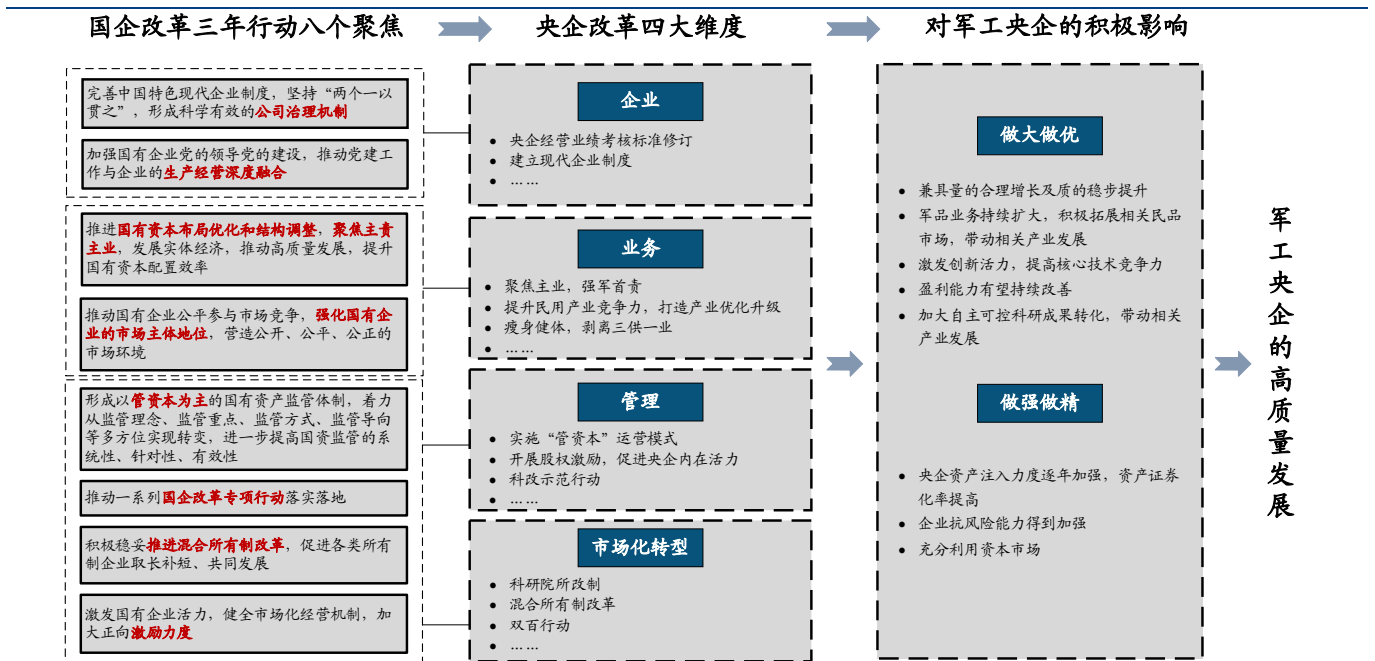 国企改革三年行动八个聚焦
央企改革四大维度
对军工央企的积极影响
完善中国特色现代企业制度，坚持“两个一以
贯之”，形成科学有效的公司治理机制
加强国有企业党的领导党的建设，推动党建工
作与企业的生产经营深度融合
推进国有资本布局优化和结构调整，聚焦主责
主业，发展实体经济，推动高质量发展，提升
国有资本配置效率
推动国有企业公平参与市场竞争，强化国有企
业的市场主体地位，营造公开、公平、公正的
市场环境
形成以管资本为主的国有资产监管体制，着力
从监管理念、监管重点、监管方式、监管导向
等多方位实现转变，进一步提高国资监管的系
统性、针对性、有效性
推动一系列国企改革专项行动落实落地
积极稳妥推进混合所有制改革，促进各类所有
制企业取长补短、共同发展
激发国有企业活力，健全市场化经营机制，加
大正向激励力度
企业
• 央企经营业绩考核标准修订
• 建立现代企业制度
• ……
业务
• 聚焦主业，强军首责
• 提升民用产业竞争力，打造产业优化升级
• 瘦身健体，剥离三供一业
• ……
管理
• 实施“管资本”运营模式
• 开展股权激励，促进央企内在活力
• 科改示范行动
• ……
市场化转型
• 科研院所改制
• 混合所有制改革
• 双百行动
• ……
做大做优
• 兼具量的合理增长及质的稳步提升
• 军品业务持续扩大，积极拓展相关民品
市场，带动相关产业发展
• 激发创新活力，提高核心技术竞争力
• 盈利能力有望持续改善
• 加大自主可控科研成果转化，带动相关
产业发展
做强做精
• 央企资产注入力度逐年加强，资产证券
化率提高
• 企业抗风险能力得到加强
• 充分利用资本市场
军工央企的高质量发展